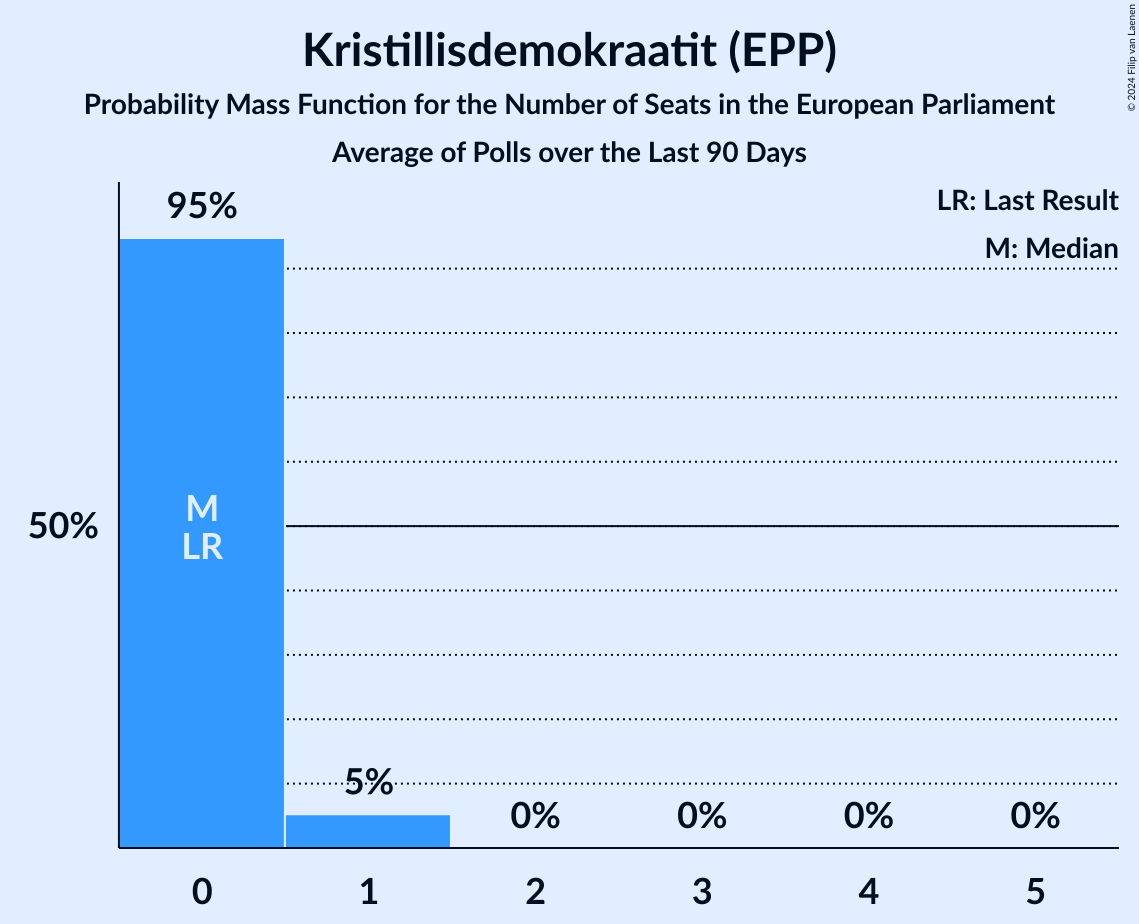 Kristillisdemokraatit (EPP)
Probability Mass Function for the Number of Seats in the European Parliament
Average of Polls over the Last 90 Days
© 2024 Filip van Laenen
LR: Last Result
M: Median
95%
M
LR
50%
5%
0%
0%
0%
0%
0
1
2
3
4
5